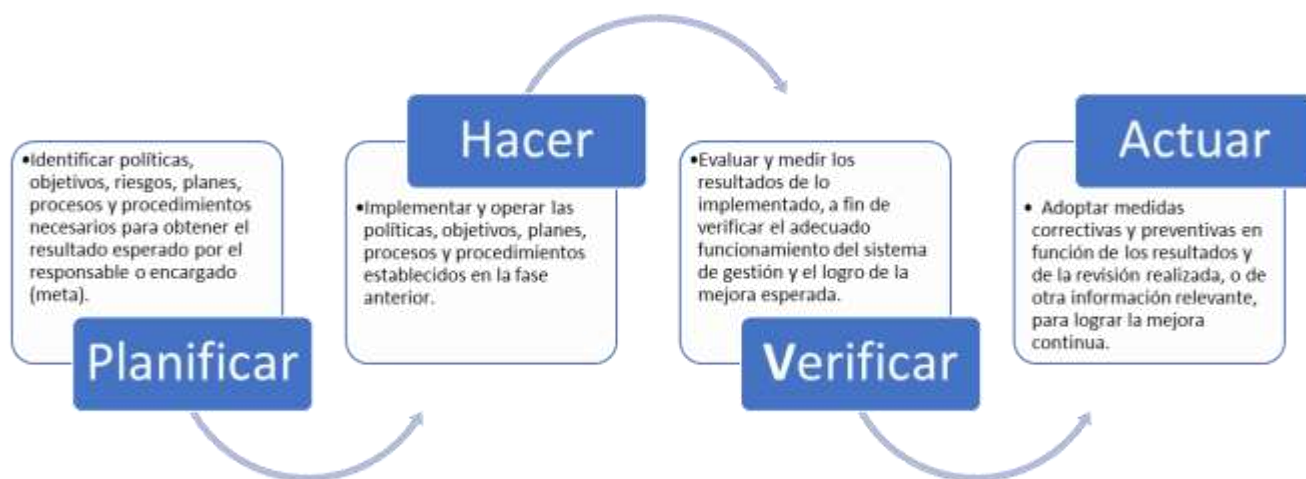 •Identificar políticas,
objetivos, riesgos, planes,
procesos y procedimientos
necesarios para obtener el
resultado esperado por el
responsable o encargado
(meta).
Planificar
Hacer
•Implementar y operar las
políticas, objetivos, planes,
procesos y procedimientos
establecidos en la fase
anterior.
•Evaluar y medir los
resultados de lo
implementado, a fin de
verificar el adecuado
funcionamiento del sistema
de gestión y el logro de la
mejora esperada.
Verificar
Actuar
• Adoptar medidas
correctivas y preventivas en
función de los resultados y
de la revisión realizada, o de
otra información relevante,
para lograr la mejora
continua.